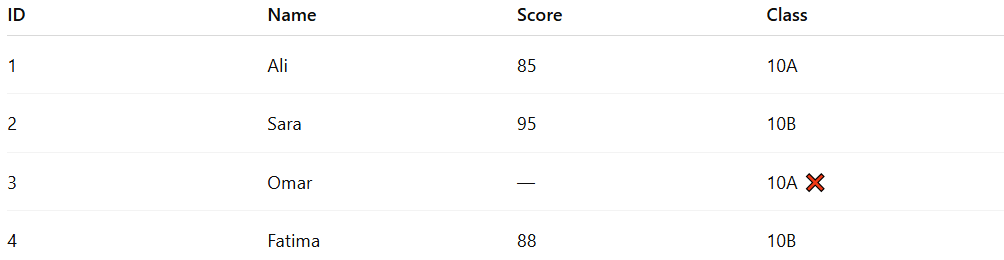 ID Name Score Class
1 Ali 85 10A
2 Sara 95 10B
3 Omar — 10A ❌
4 Fatima 88 10B